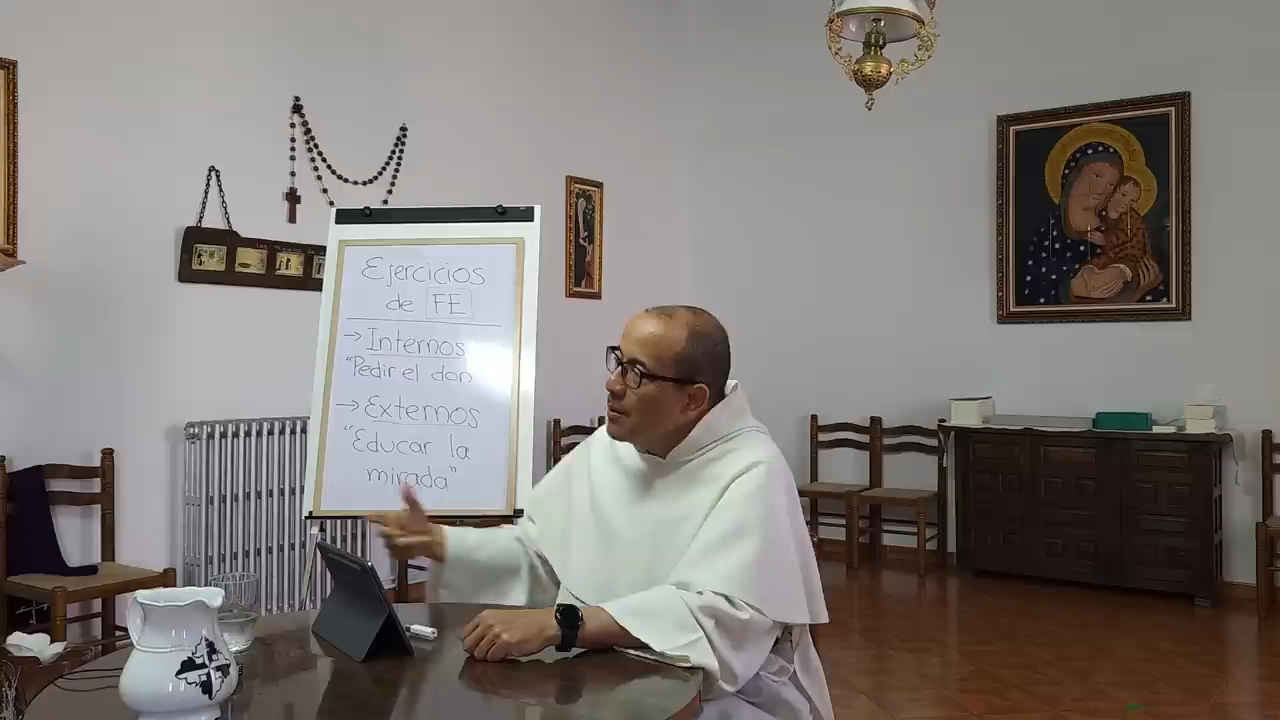 Ejercicios
de FE
→ Internos
"Pedir el don
→ Externos
"Educar la
mirada"